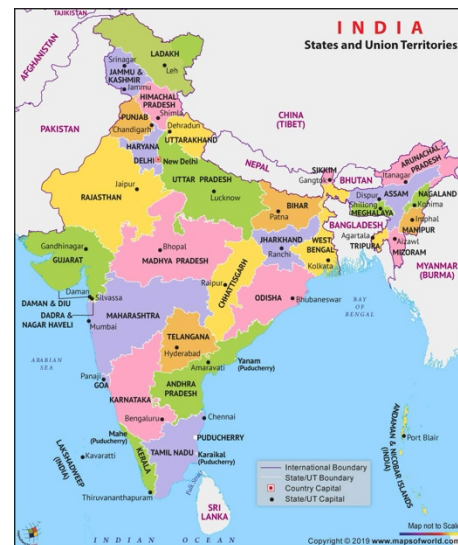 INDIA
States and Union Territories
TAJIKISTAN
AFGHANISTAN
PAKISTAN
CHINA
(TIBET)
NEPAL
BHUTAN
BANGLADESH
MYANMAR
(BURMA)
SRI
LANKA
LADAKH
Leh
Srinagar
JAMMU &
KASHMIR
Jammu
HIMACHAL
PRADESH
Shimla
PUNJAB
Chandigarh
Dehradun
UTTARAKHAND
HARYANA
DELHI
New Delhi
RAJASTHAN
Jaipur
UTTAR PRADESH
Lucknow
BIHAR
Patna
SIKKIM
Gangtok
ARUNACHAL
PRADESH
Itanagar
ASSAM
Dispur
NAGALAND
Kohima
Shillong
MEGHALAYA
Imphal
MANIPUR
Agartala
TRIPURA
Aizawl
MIZORAM
JHARKHAND
Ranchi
WEST
BENGAL
Kolkata
Gandhinagar
GUJARAT
Bhopal
MADHYA PRADESH
Raipur
CHHATTISGARH
ODISHA
Bhubaneswar
Daman
DAMAN & DIU
Silvassa
DADRA &
NAGAR HAVELI
MAHARASHTRA
Mumbai
TELANGANA
Hyderabad
Amaravati
Yanam
(Puducherry)
ANDHRA
PRADESH
Panaji
GOA
KARNATAKA
Bengaluru
Chennai
Mahe
(Puducherry)
PUDUCHERRY
Karaikal
(Puducherry)
TAMIL NADU
KERALA
Thiruvananthapuram
LAKSHADWEEP
(INDIA)
Kavaratti
ANDAMAN & NICOBAR ISLANDS
(INDIA)
Port Blair
ARABIAN
SEA
BAY
OF
BENGAL
Palk Strait
INDIAN OCEAN
International Boundary
State/UT Boundary
Country Capital
State/UT Capital
Map not to Scale
Copyright © 2019 www.mapsofworld.com